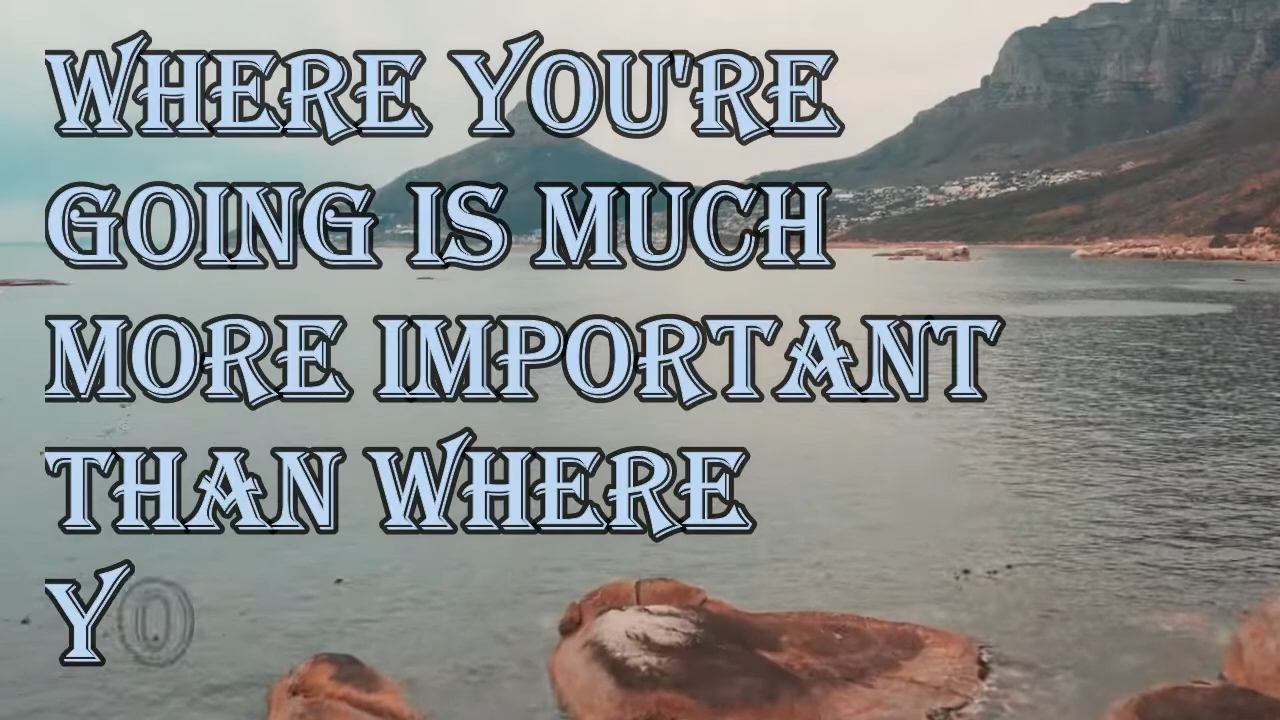 WHERE YOU'RE
GOING IS MUCH
MORE IMPORTANT
THAN WHERE
YO